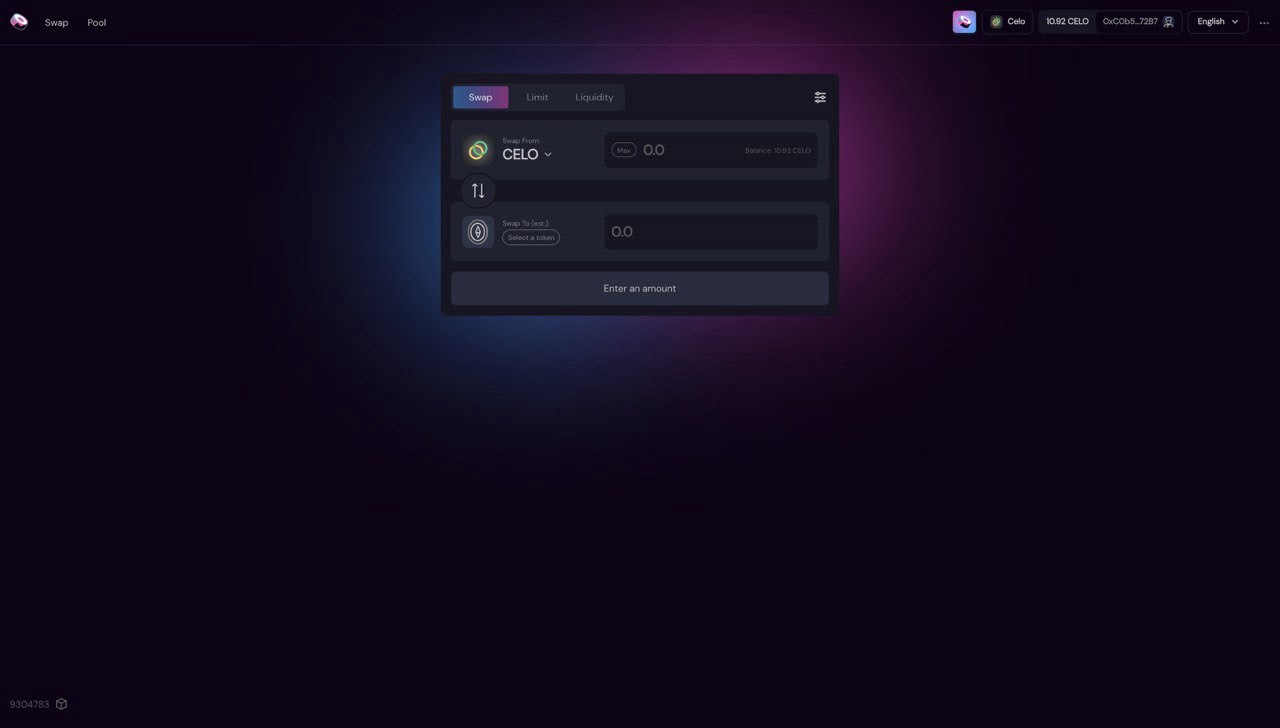 Swap Pool Celo 10.92 CELO 0xC0b5...72B7 English ...
Swap Limit Liquidity
Swap From:
CELO
Max 0.0 Balance: 10.92 CELO
Swap To (est.):
Select a token
0.0
Enter an amount
9304783